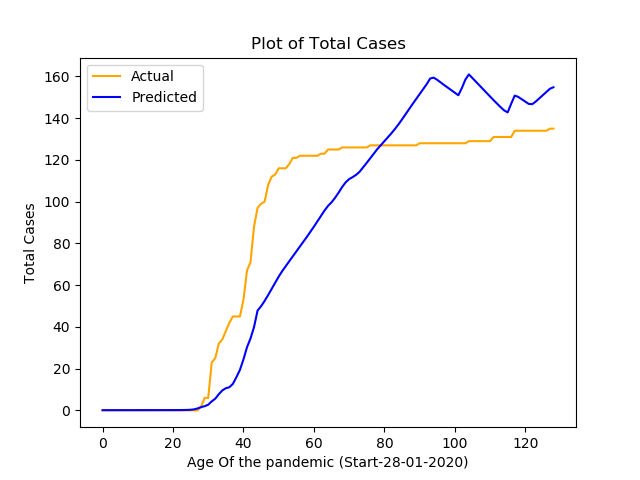 Plot of Total Cases
Actual
Predicted
Total Cases
160
140
120
100
80
60
40
20
0
0 20 40 60 80 100 120
Age Of the pandemic (Start-28-01-2020)